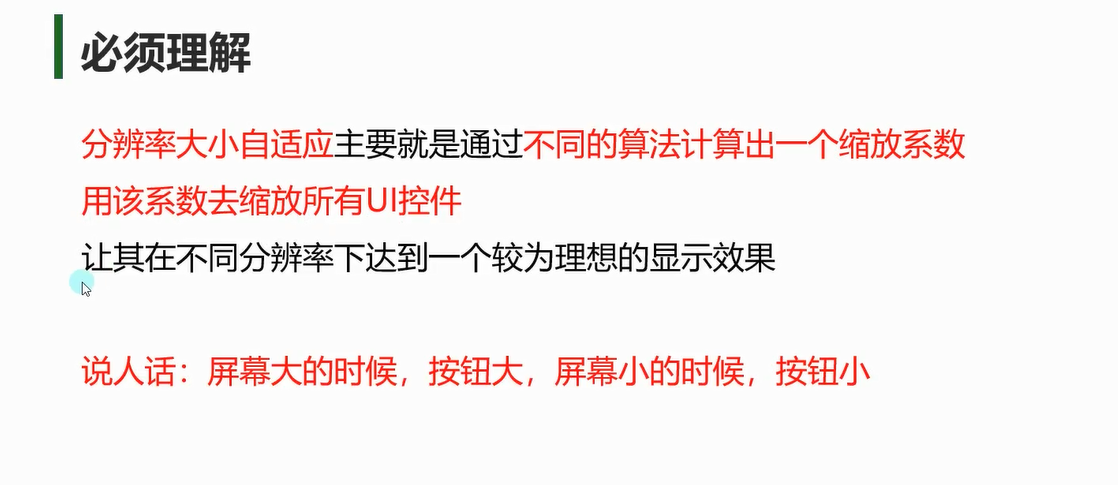 必须理解
分辨率大小自适应主要就是通过不同的算法计算出一个缩放系数
用该系数去缩放所有UI控件
让其在不同分辨率下达到一个较为理想的显示效果
说人话：屏幕大的时候，按钮大，屏幕小的时候，按钮小